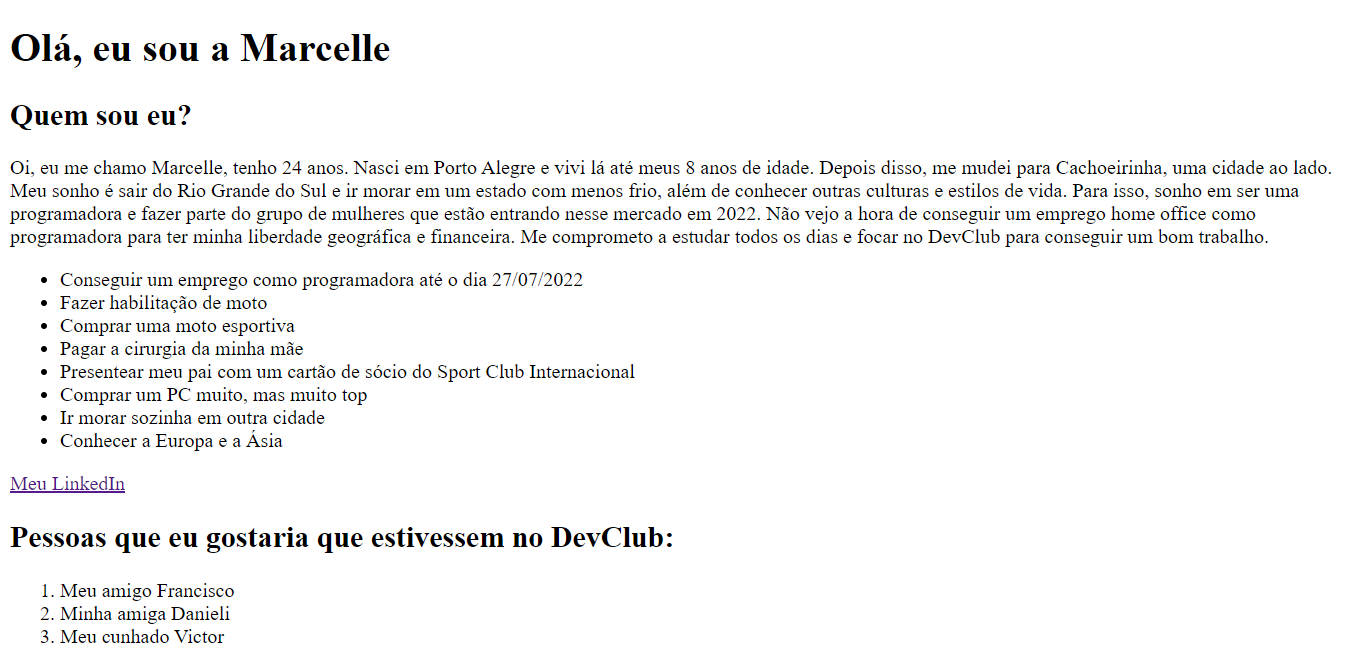 Olá, eu sou a Marcelle
Quem sou eu?
Oi, eu me chamo Marcelle, tenho 24 anos. Nasci em Porto Alegre e vivi lá até meus 8 anos de idade. Depois disso, me mudei para Cachoeirinha, uma cidade ao lado.
Meu sonho é sair do Rio Grande do Sul e ir morar em um estado com menos frio, além de conhecer outras culturas e estilos de vida. Para isso, sonho em ser uma
programadora e fazer parte do grupo de mulheres que estão entrando nesse mercado em 2022. Não vejo a hora de conseguir um emprego home office como
programadora para ter minha liberdade geográfica e financeira. Me comprometo a estudar todos os dias e focar no DevClub para conseguir um bom trabalho.
• Conseguir um emprego como programadora até o dia 27/07/2022
• Fazer habilitação de moto
• Comprar uma moto esportiva
• Pagar a cirurgia da minha mãe
• Presentear meu pai com um cartão de sócio do Sport Club Internacional
• Comprar um PC muito, mas muito top
• Ir morar sozinha em outra cidade
• Conhecer a Europa e a Ásia
Meu LinkedIn
Pessoas que eu gostaria que estivessem no DevClub:
1. Meu amigo Francisco
2. Minha amiga Danieli
3. Meu cunhado Victor